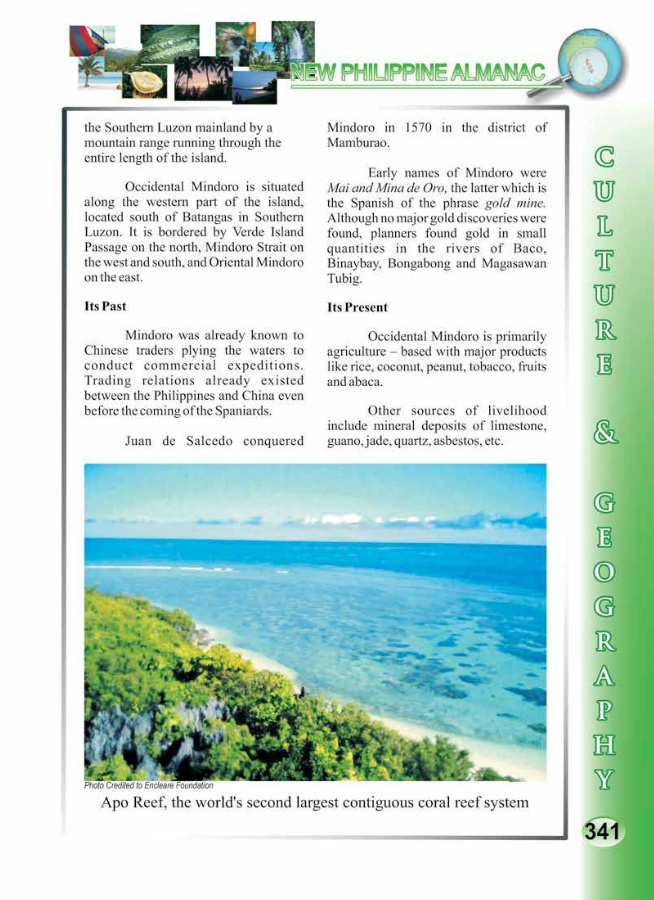 NEW PHILIPPINE ALMANAC
the Southern Luzon mainland by a
mountain range running through the
entire length of the island.
Occidental Mindoro is situated
along the western part of the island,
located south of Batangas in Southern
Luzon. It is bordered by Verde Island
Passage on the north, Mindoro Strait on
the west and south, and Oriental Mindoro
on the east.
Its Past
Mindoro was already known to
Chinese traders plying the waters to
conduct commercial expeditions.
Trading relations already existed
between the Philippines and China even
before the coming of the Spaniards.
Juan de Salcedo conquered
Mindoro in 1570 in the district of
Mamburao.
Early names of Mindoro were
Mai and Mina de Oro, the latter which is
the Spanish of the phrase gold mine.
Although no major gold discoveries were
found, planners found gold in small
quantities in the rivers of Baco,
Binaybay, Bongabong and Magasawan
Tubig.
Its Present
Occidental Mindoro is primarily
agriculture – based with major products
like rice, coconut, peanut, tobacco, fruits
and abaca.
Other sources of livelihood
include mineral deposits of limestone,
guano, jade, quartz, asbestos, etc.
Photo Credited to Encleare Foundation
Apo Reef, the world's second largest contiguous coral reef system
CULTURE & GEOGRAPHY
341